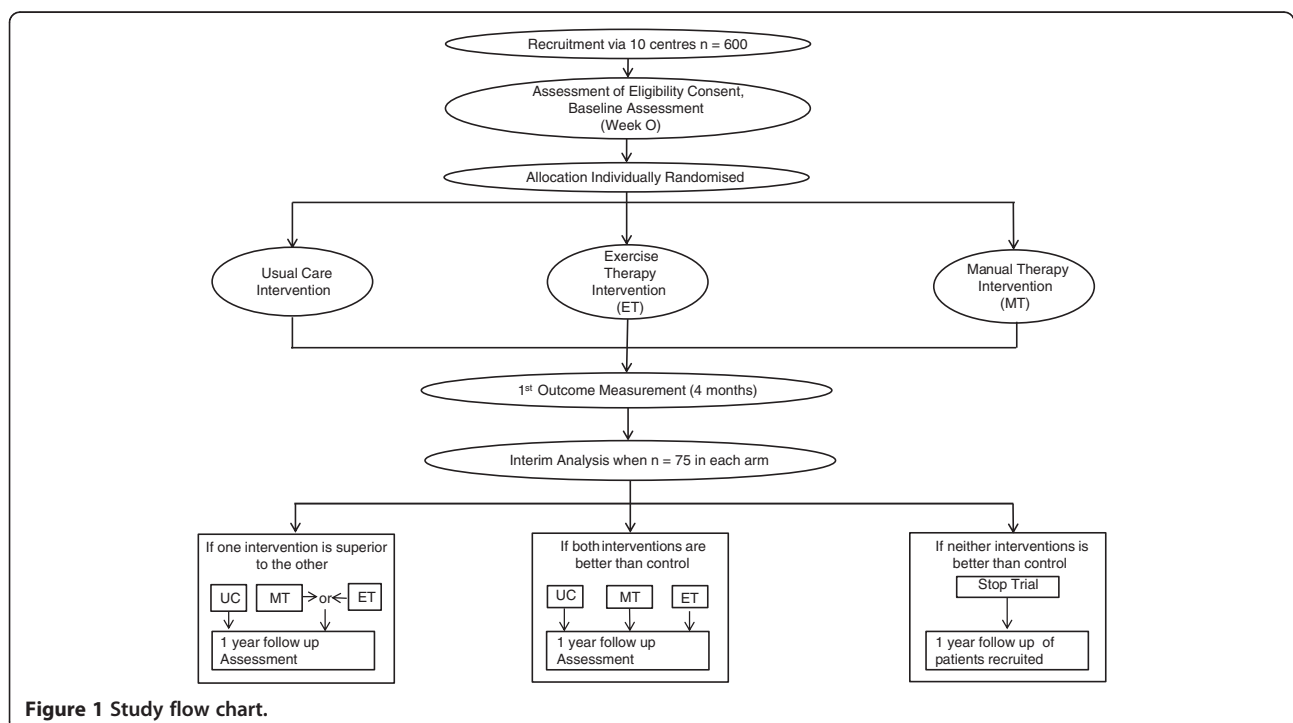 Recruitment via 10 centres n = 600
Assessment of Eligibility Consent,
Baseline Assessment
(Week O)
Allocation Individually Randomised
Usual Care
Intervention
Exercise
Therapy
Intervention
(ET)
Manual Therapy
Intervention
(MT)
1st Outcome Measurement (4 months)
Interim Analysis when n = 75 in each arm
If one intervention is superior
to the other
UC MT or ET
1 year follow up
Assessment
If both interventions are
better than control
UC MT ET
1 year follow up
Assessment
If neither interventions is
better than control
Stop Trial
1 year follow up of
patients recruited
Figure 1 Study flow chart.